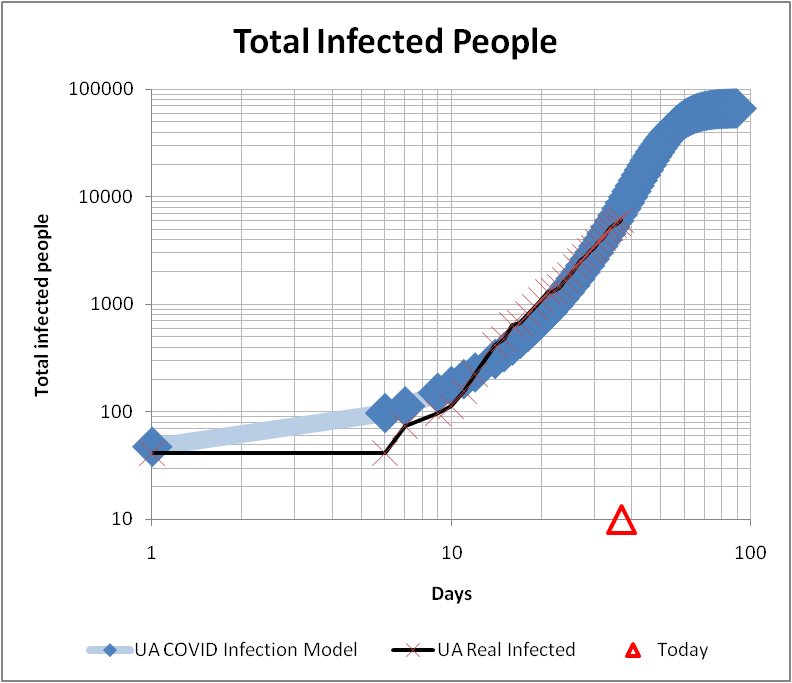 Total Infected People
100000
10000
1000
100
10
1 10 100
Total infected people
Days
UA COVID Infection Model UA Real Infected Today